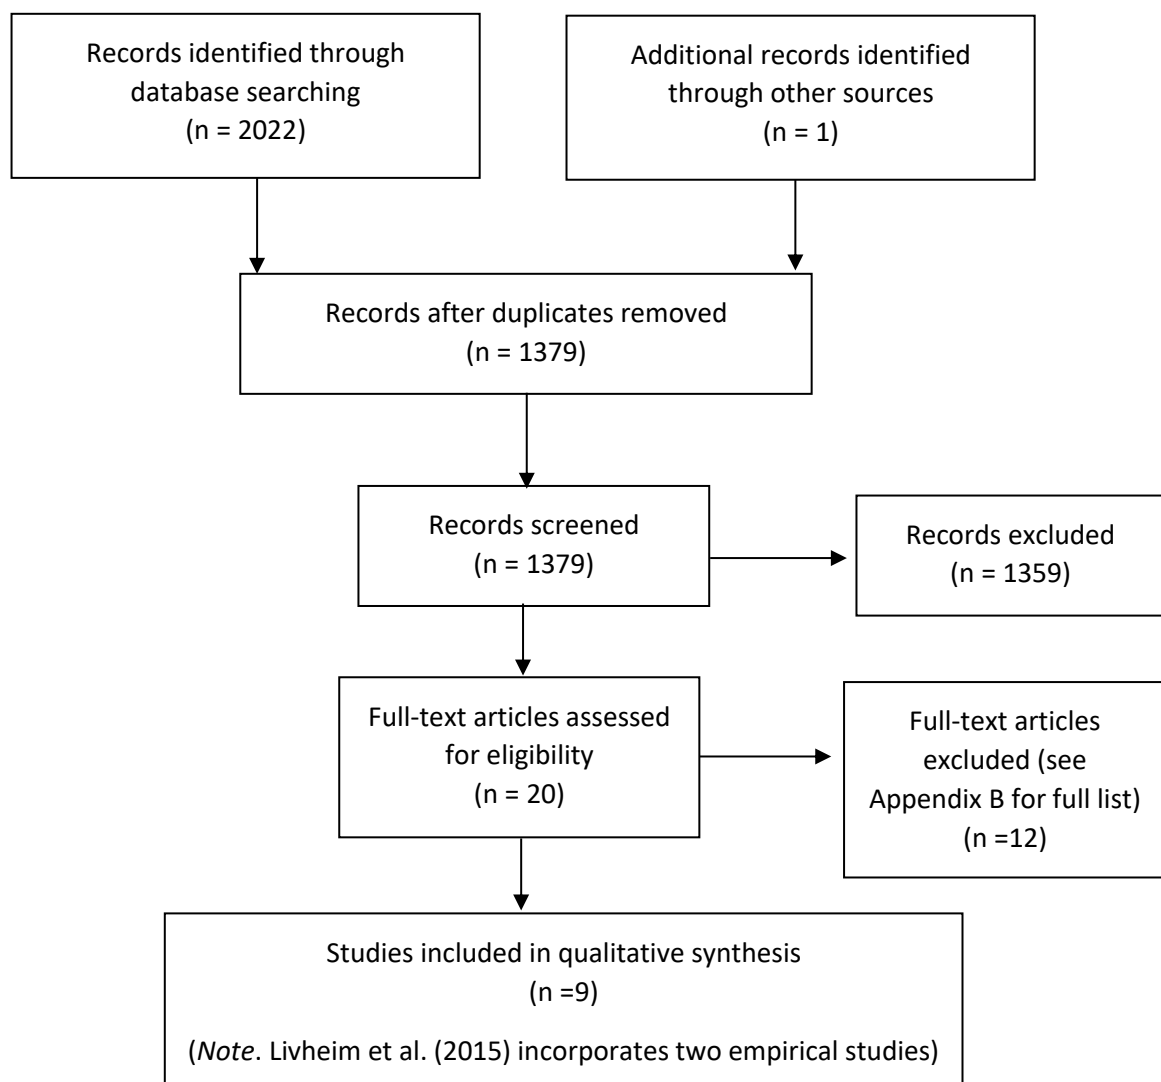 Records identified through
database searching
(n = 2022)
Additional records identified
through other sources
(n = 1)
Records after duplicates removed
(n = 1379)
Records screened
(n = 1379)
Records excluded
(n = 1359)
Full-text articles assessed
for eligibility
(n = 20)
Full-text articles
excluded (see
Appendix B for full list)
(n =12)
Studies included in qualitative synthesis
(n =9)
(Note. Livheim et al. (2015) incorporates two empirical studies)